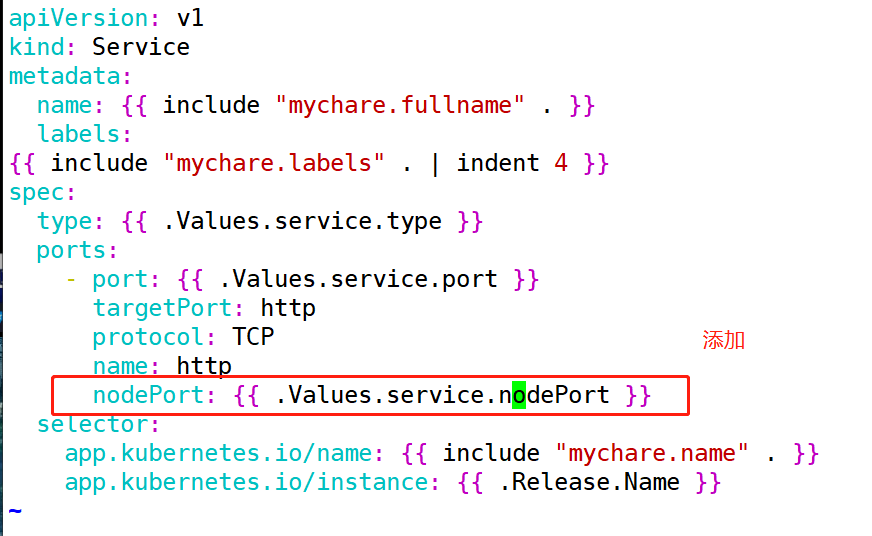 apiVersion: v1
kind: Service
metadata:
  name: {{ include "mychare.fullname" . }}
  labels:
{{ include "mychare.labels" . | indent 4 }}
spec:
  type: {{ .Values.service.type }}
  ports:
    - port: {{ .Values.service.port }}
      targetPort: http
      protocol: TCP
添加
      name: http
      nodePort: {{ .Values.service.nodePort }}
  selector:
    app.kubernetes.io/name: {{ include "mychare.name" . }}
    app.kubernetes.io/instance: {{ .Release.Name }}
~